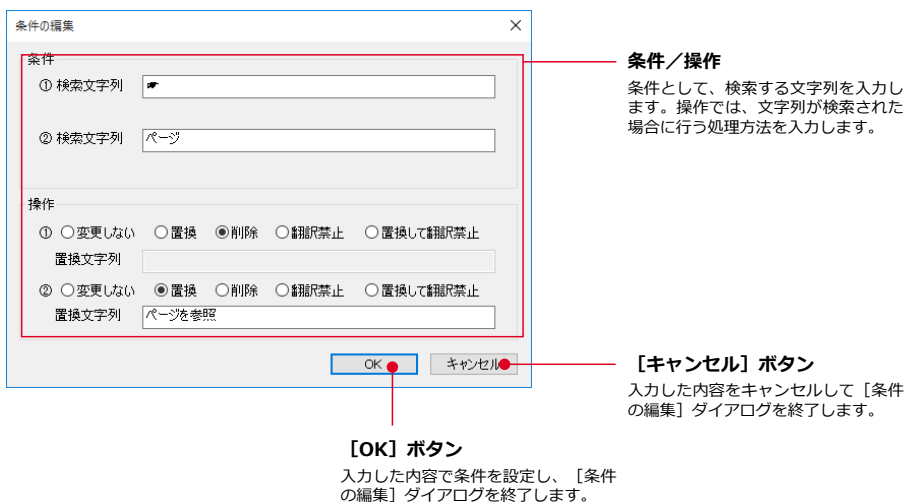 条件の編集
条件
① 検索文字列 ☛
② 検索文字列 ページ
操作
① 変更しない 置換 削除 翻訳禁止 置換して翻訳禁止
置換文字列
② 変更しない 置換 削除 翻訳禁止 置換して翻訳禁止
置換文字列 ページを参照
OK キャンセル
条件／操作
条件として、検索する文字列を入力し
ます。操作では、文字列が検索された
場合に行う処理方法を入力します。
［キャンセル］ボタン
入力した内容をキャンセルして［条件
の編集］ダイアログを終了します。
［OK］ボタン
入力した内容で条件を設定し、［条件
の編集］ダイアログを終了します。